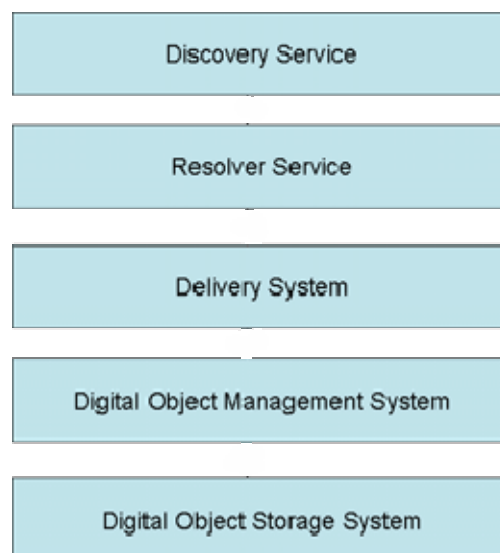 Discovery Service
Resolver Service
Delivery System
Digital Object Management System
Digital Object Storage System